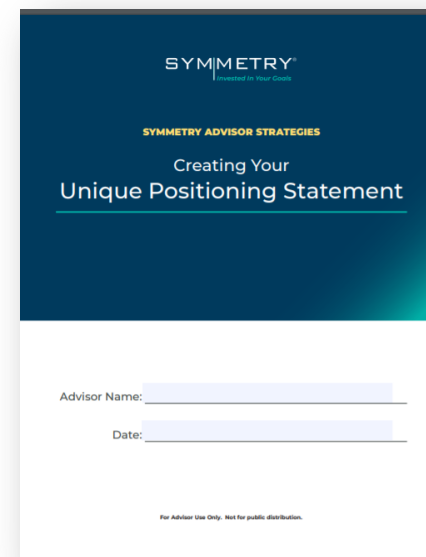 SYMMETRY®
Invested in Your Goals
SYMMETRY ADVISOR STRATEGIES
Creating Your
Unique Positioning Statement
Advisor Name:
Date:
For Advisor Use Only. Not for public distribution.